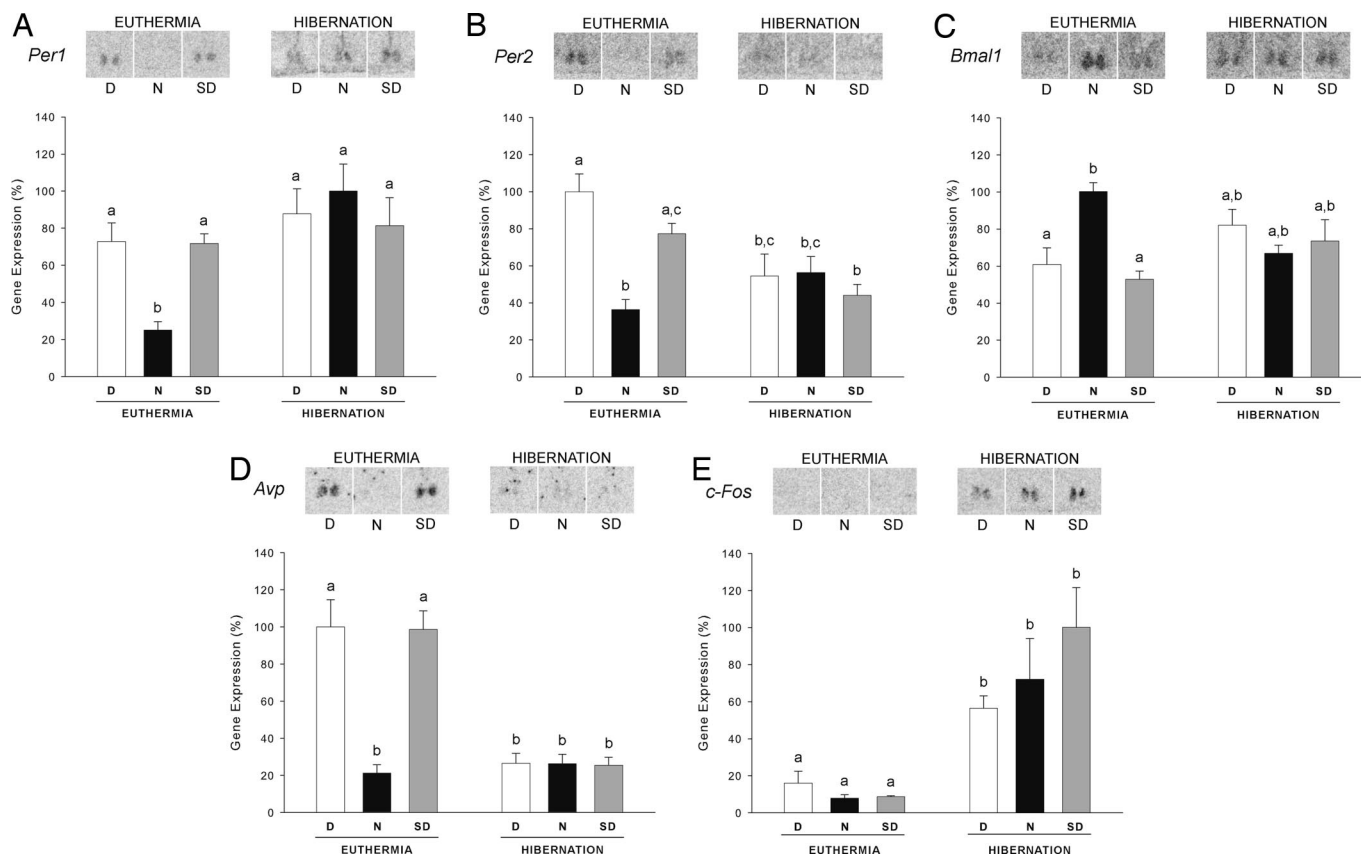 A
EUTHERMIA HIBERNATION
Per1
D N SD D N SD
Gene Expression (%)
140
120
100
80
60
40
20
0
a b a a a a
D N SD D N SD
EUTHERMIA HIBERNATION
B
EUTHERMIA HIBERNATION
Per2
D N SD D N SD
Gene Expression (%)
140
120
100
80
60
40
20
0
a b a,c b,c b,c b
D N SD D N SD
EUTHERMIA HIBERNATION
C
EUTHERMIA HIBERNATION
Bmal1
D N SD D N SD
Gene Expression (%)
140
120
100
80
60
40
20
0
a b a a,b a,b a,b
D N SD D N SD
EUTHERMIA HIBERNATION
D
EUTHERMIA HIBERNATION
Avp
D N SD D N SD
Gene Expression (%)
140
120
100
80
60
40
20
0
a b a b b b
D N SD D N SD
EUTHERMIA HIBERNATION
E
EUTHERMIA HIBERNATION
c-Fos
D N SD D N SD
Gene Expression (%)
140
120
100
80
60
40
20
0
a a a b b b
D N SD D N SD
EUTHERMIA HIBERNATION